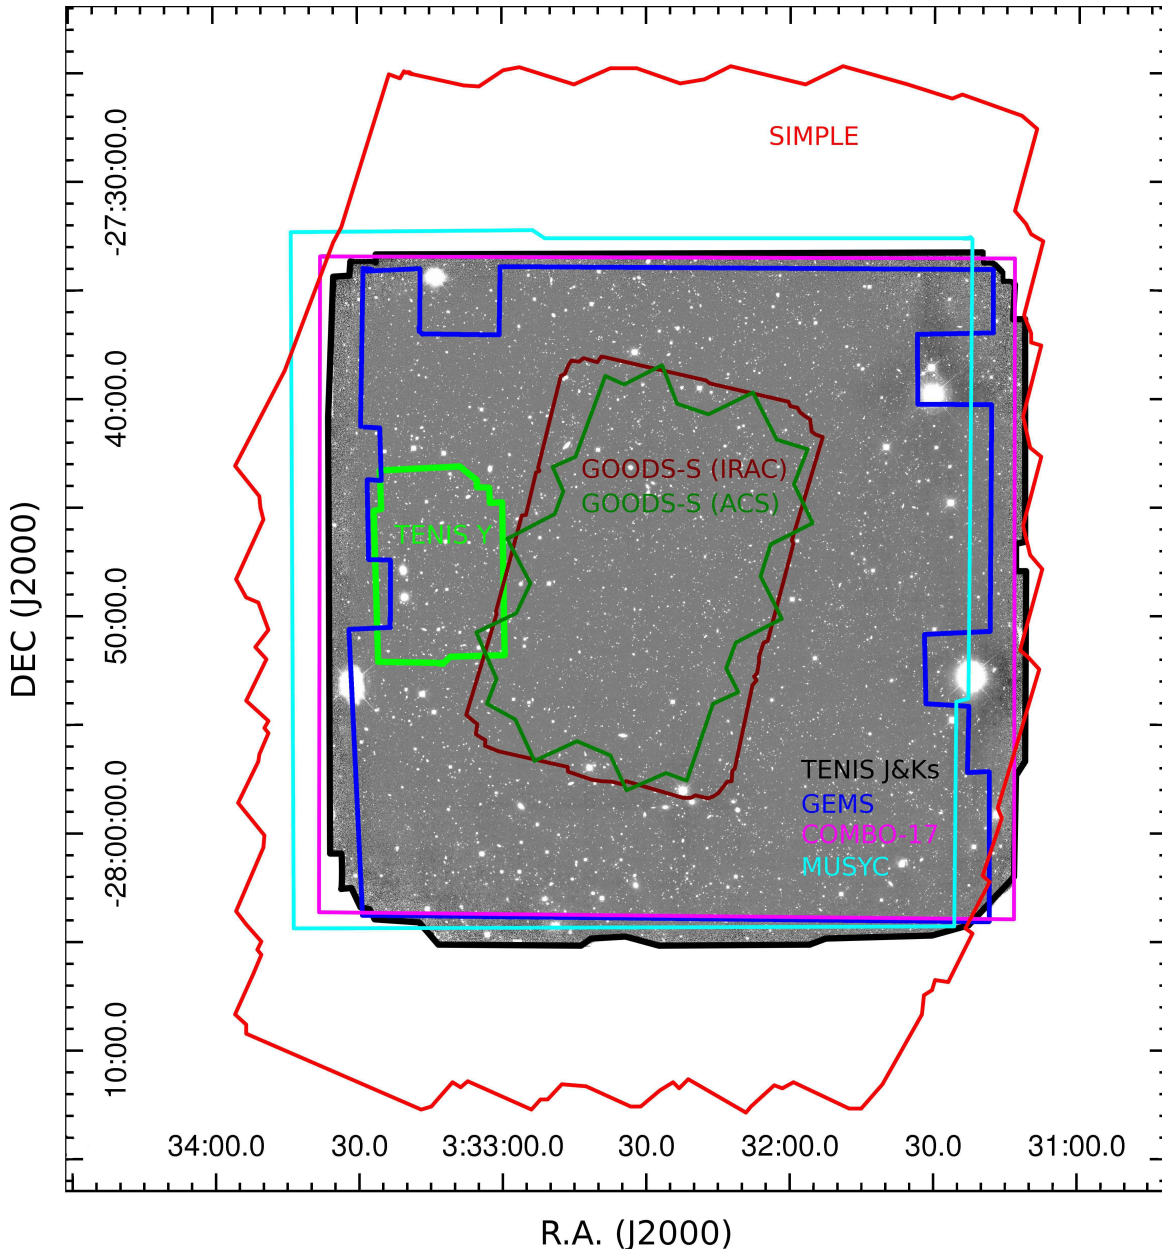 SIMPLE
-27:30:00.0
40:00.0
GOODS-S (IRAC)
GOODS-S (ACS)
TENIS Y
DEC (J2000)
50:00.0
TENIS J&Ks
GEMS
COMBO-17
MUSYC
-28:00:00.0
10:00.0
34:00.0 30.0 3:33:00.0 30.0 32:00.0 30.0 31:00.0
R.A. (J2000)